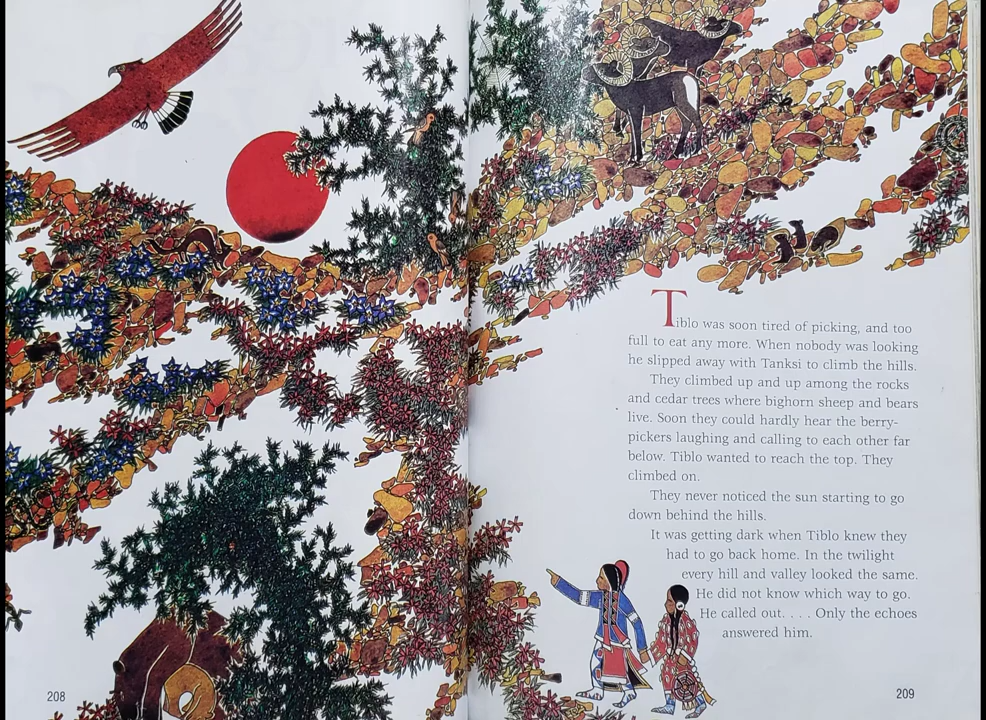 Tiblo was soon tired of picking, and too
full to eat any more. When nobody was looking
he slipped away with Tanksi to climb the hills.
They climbed up and up among the rocks
and cedar trees where bighorn sheep and bears
live. Soon they could hardly hear the berry-
pickers laughing and calling to each other far
below. Tiblo wanted to reach the top. They
climbed on.
They never noticed the sun starting to go
down behind the hills.
It was getting dark when Tiblo knew they
had to go back home. In the twilight
every hill and valley looked the same.
He did not know which way to go.
He called out. . . . Only the echoes
answered him.
208
209